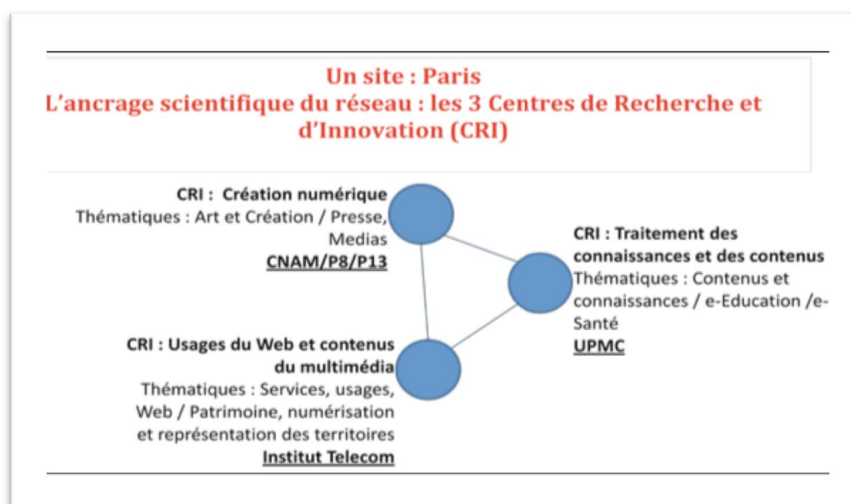 Un site : Paris
L'ancrage scientifique du réseau : les 3 Centres de Recherche et
d'Innovation (CRI)
CRI : Création numérique
Thématiques : Art et Création / Presse,
Medias
CNAM/P8/P13
CRI : Traitement des
connaissances et des contenus
Thématiques : Contenus et
connaissances / e-Education /e-
Santé
UPMC
CRI : Usages du Web et contenus
du multimédia
Thématiques : Services, usages,
Web / Patrimoine, numérisation
et représentation des territoires
Institut Telecom